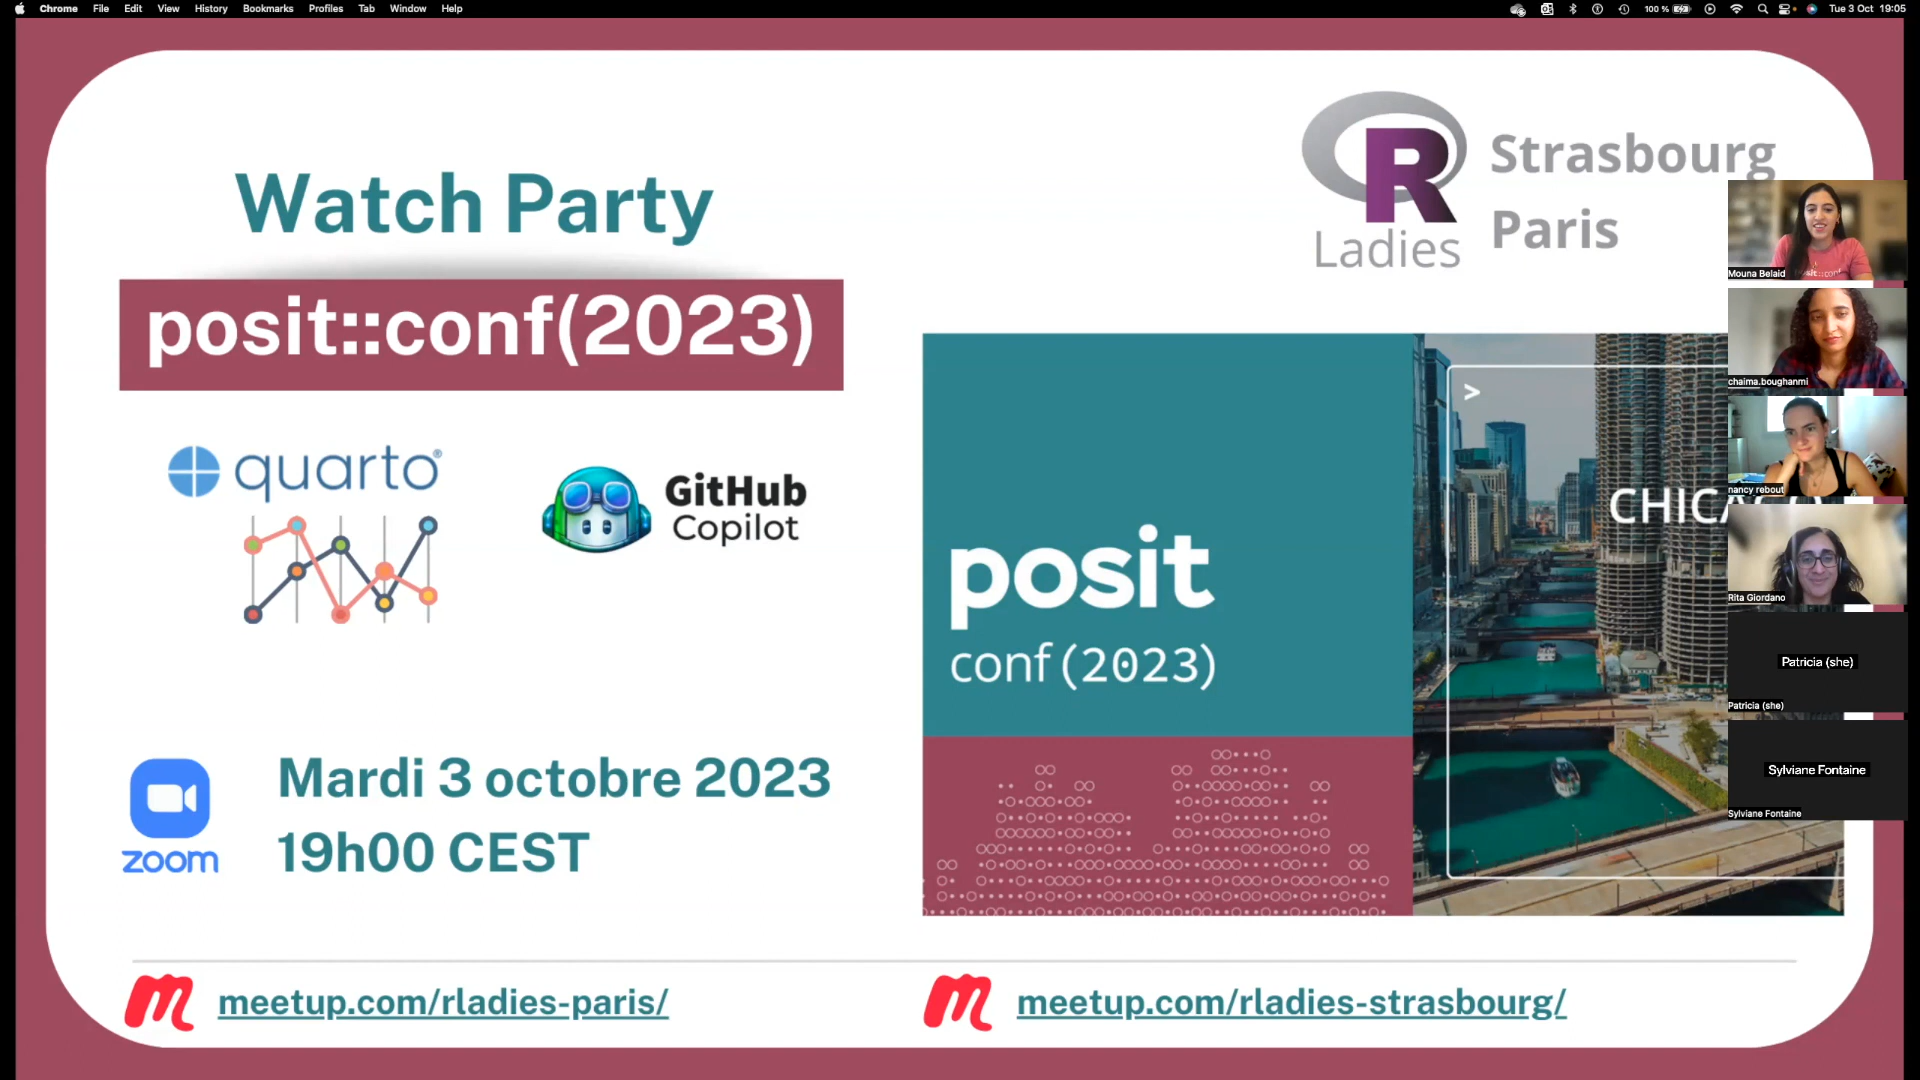 Chrome File Edit View History Bookmarks Profiles Tab Window Help
100 % Tue 3 Oct 19:05
Watch Party
posit::conf(2023)
quarto®
GitHub
Copilot
Mardi 3 octobre 2023
19h00 CEST
zoom
R
Ladies
Strasbourg
Paris
posit
conf (2023)
>
CHICA
Mouna Belaid
posit::conf
chaima.boughanmi
nancy rebout
Rita Giordano
Patricia (she)
Patricia (she)
Sylviane Fontaine
Sylviane Fontaine
meetup.com/rladies-paris/
meetup.com/rladies-strasbourg/